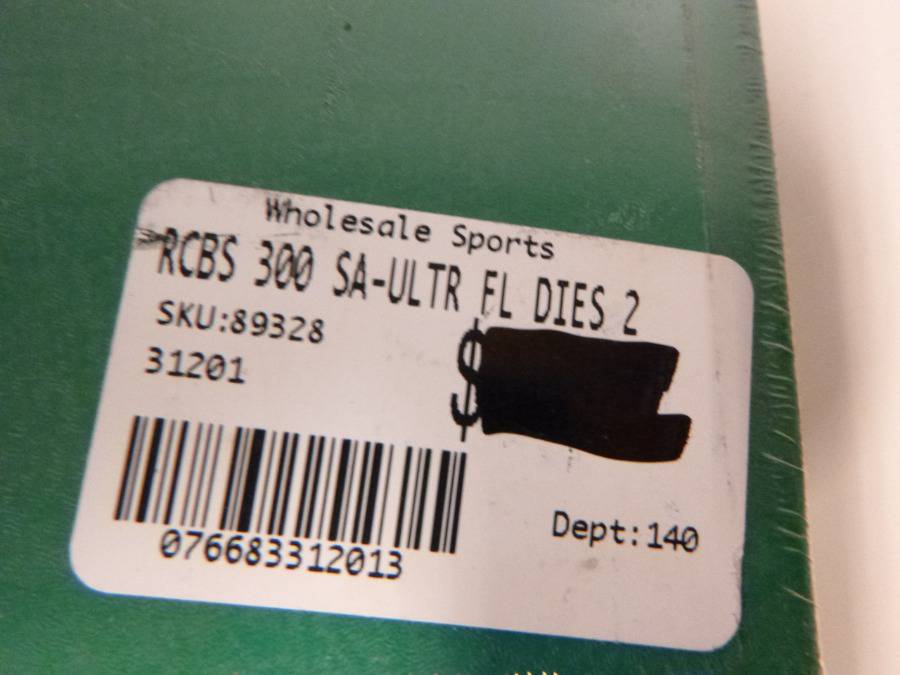 Wholesale Sports
RCBS 300 SA-ULTR FL DIES 2
SKU:89328
31201
$
076683312013
Dept:140